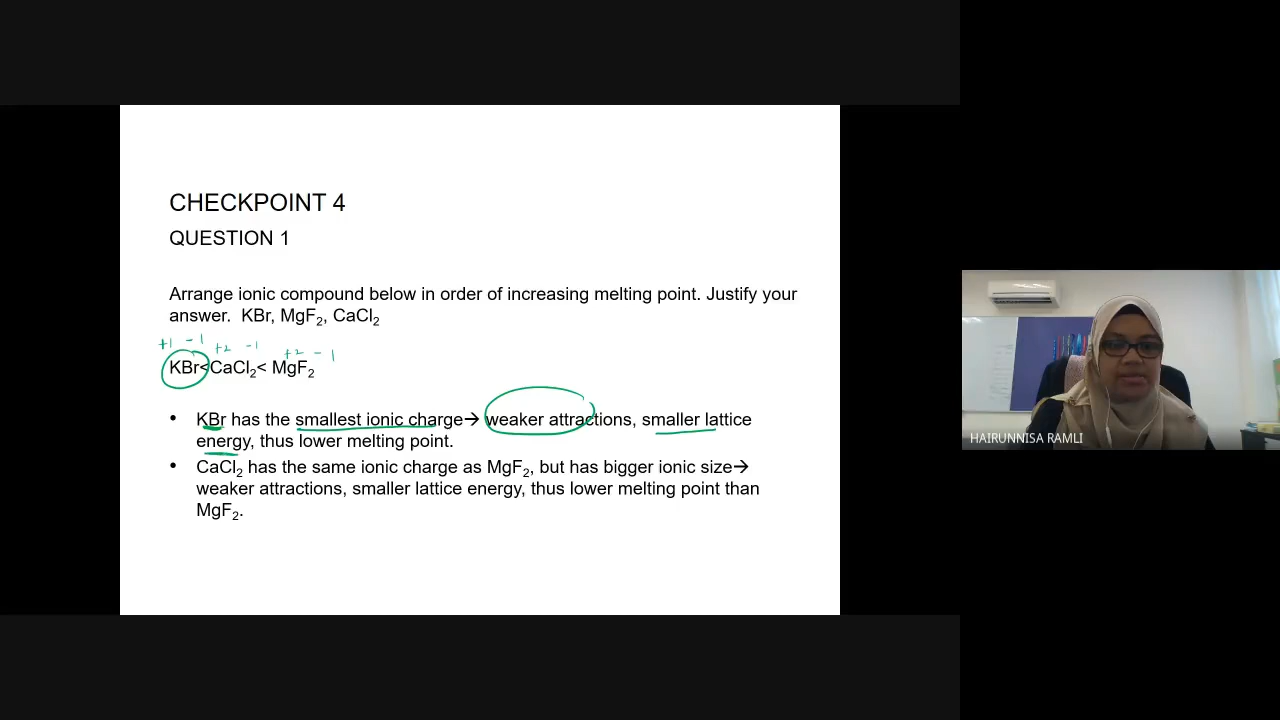 CHECKPOINT 4
QUESTION 1
Arrange ionic compound below in order of increasing melting point. Justify your
answer. KBr, MgF₂, CaCl₂
+1 -1 +2 -1 +2 -1
KBr<CaCl₂< MgF₂
• KBr has the smallest ionic charge→ weaker attractions, smaller lattice
energy, thus lower melting point.
• CaCl₂ has the same ionic charge as MgF₂, but has bigger ionic size→
weaker attractions, smaller lattice energy, thus lower melting point than
MgF₂.
HAIRUNNISA RAMLI